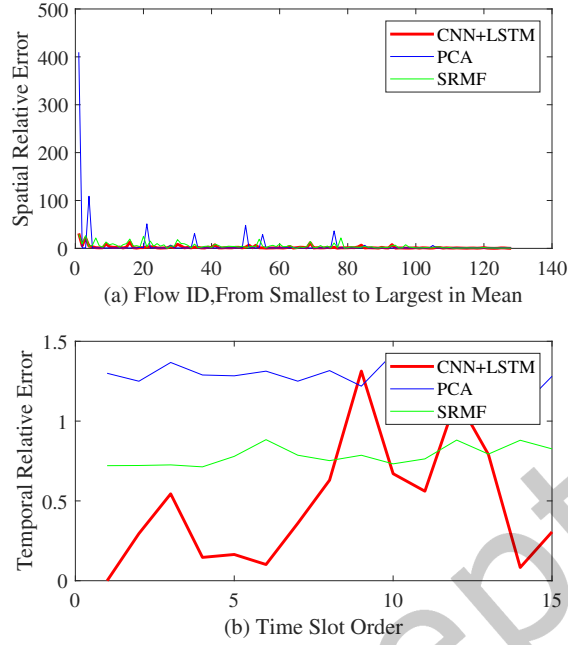 500
400
300
200
100
0
Spatial Relative Error
CNN+LSTM
PCA
SRMF
0 20 40 60 80 100 120 140
(a) Flow ID,From Smallest to Largest in Mean
1.5
1
0.5
0
Temporal Relative Error
CNN+LSTM
PCA
SRMF
0 5 10 15
(b) Time Slot Order